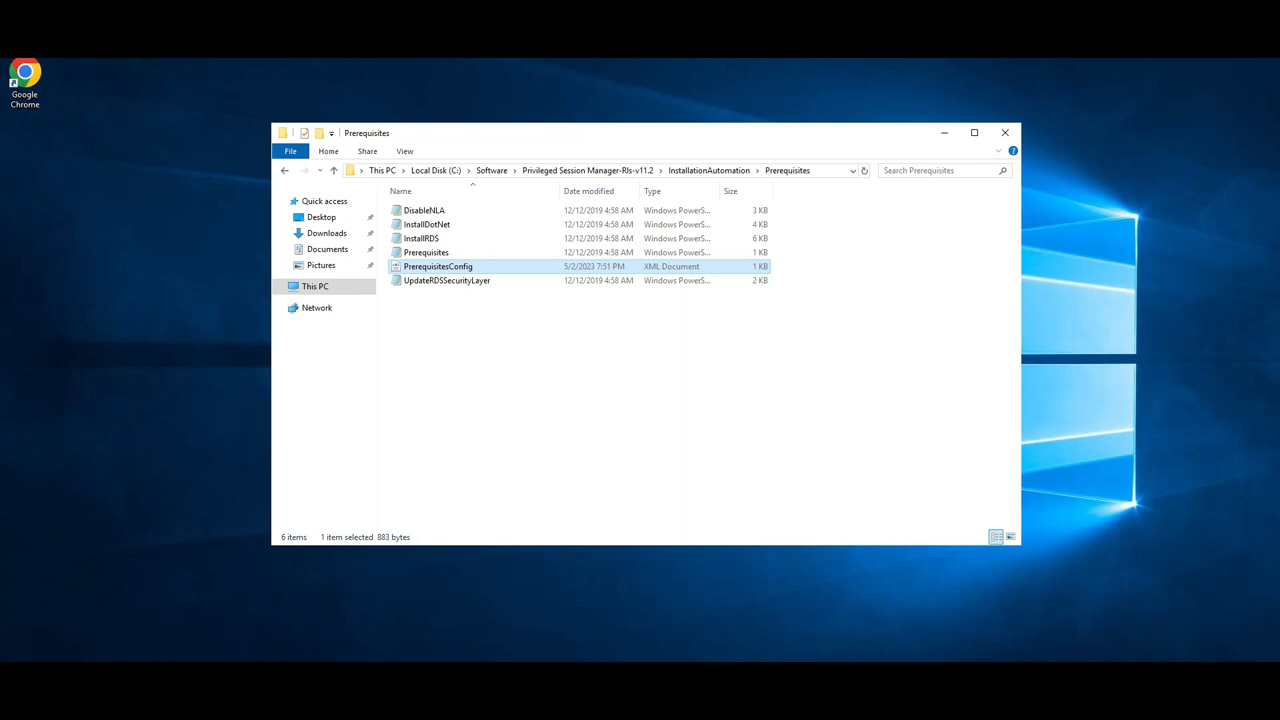 Google
Chrome
Prerequisites
File Home Share View
This PC Local Disk (C:) Software Privileged Session Manager-Rls-v11.2 InstallationAutomation Prerequisites Search Prerequisites
Name Date modified Type Size
Quick access
Desktop
Downloads
Documents
Pictures
This PC
Network
DisableNLA 12/12/2019 4:58 AM Windows PowerS... 3 KB
InstallDotNet 12/12/2019 4:58 AM Windows PowerS... 4 KB
InstallRDS 12/12/2019 4:58 AM Windows PowerS... 6 KB
Prerequisites 12/12/2019 4:58 AM Windows PowerS... 1 KB
PrerequisitesConfig 5/2/2023 7:51 PM XML Document 1 KB
UpdateRDSSecurityLayer 12/12/2019 4:58 AM Windows PowerS... 2 KB
6 items 1 item selected 883 bytes